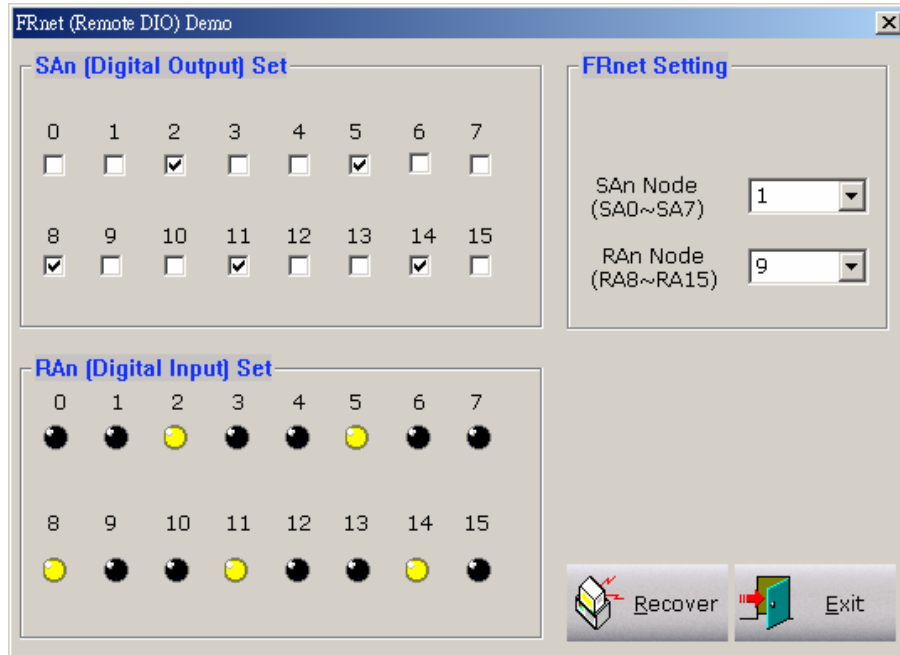 FRnet (Remote DIO) Demo
SAn (Digital Output) Set
0 1 2 3 4 5 6 7
8 9 10 11 12 13 14 15
FRnet Setting
SAn Node
(SA0~SA7)
1
RAn Node
(RA8~RA15)
9
RAn (Digital Input) Set
0 1 2 3 4 5 6 7
8 9 10 11 12 13 14 15
Recover
Exit